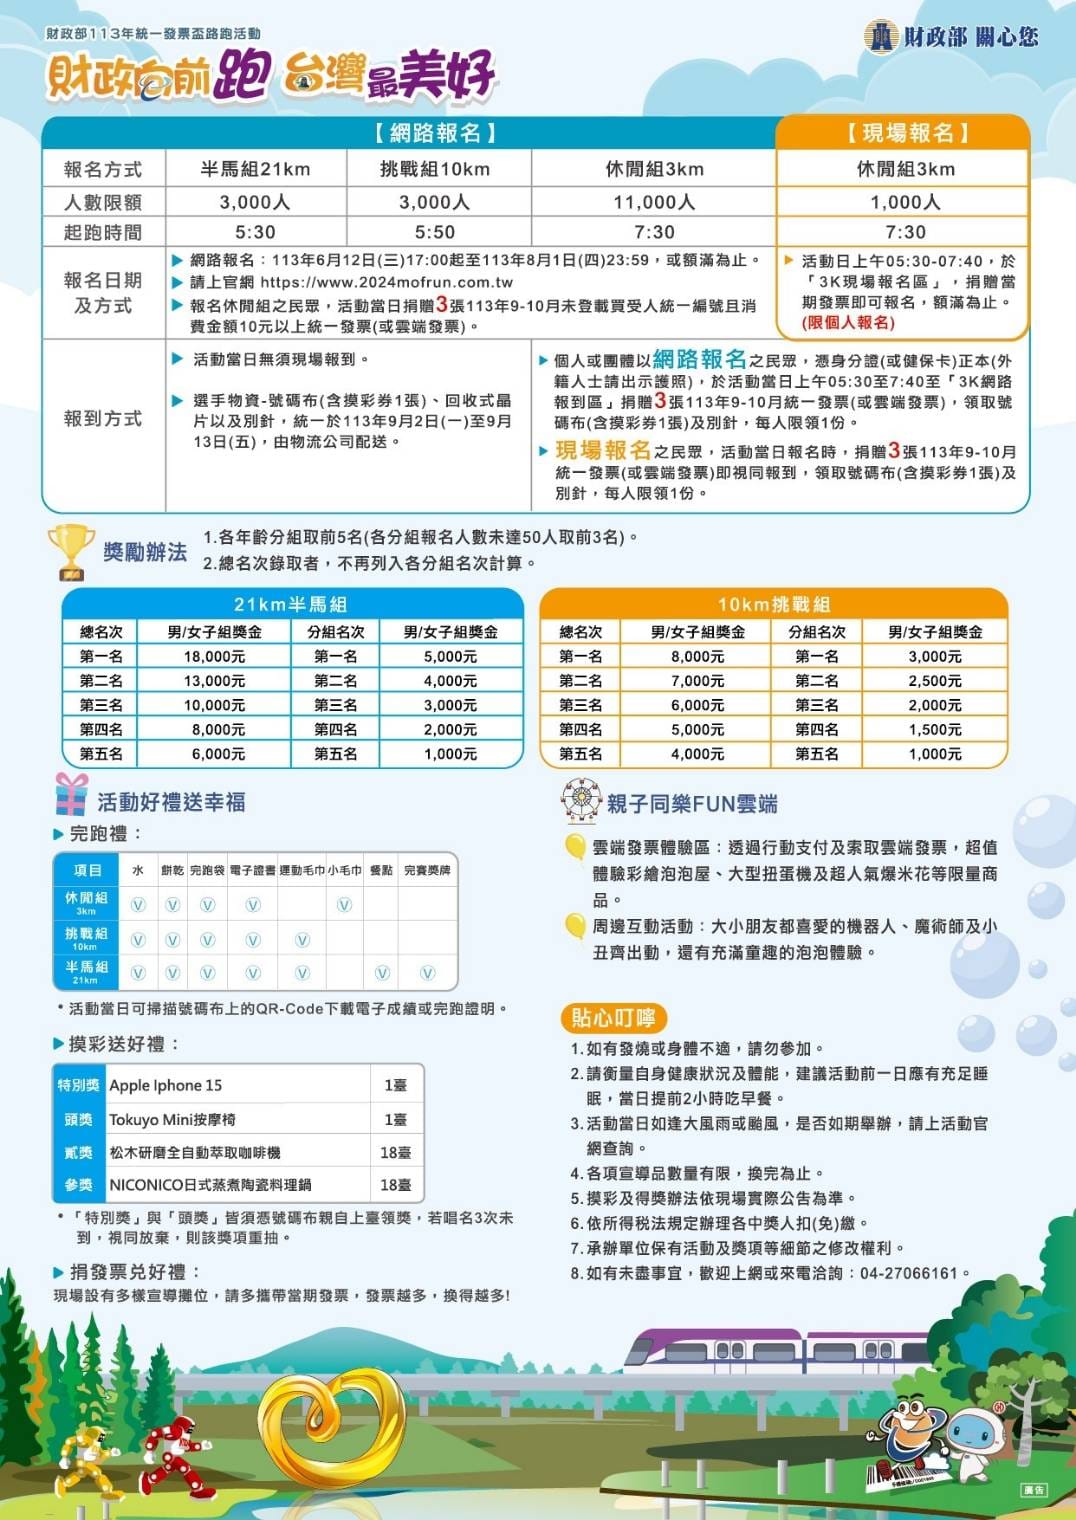 財政部113年統一發票盃路跑活動
財政向前跑 台灣最美好
財政部 關心您
【網路報名】
【現場報名】
報名方式 半馬組21km 挑戰組10km 休閒組3km 休閒組3km
人數限額 3,000人 3,000人 11,000人 1,000人
起跑時間 5:30 5:50 7:30 7:30
報名日期
及方式
網路報名：113年6月12日(三)17:00起至113年8月1日(四)23:59，或額滿為止。
請上官網 https://www.2024mofrun.com.tw
報名休閒組之民眾，活動當日捐贈3張113年9-10月未登載買受人統一編號且消
費金額10元以上統一發票(或雲端發票)。
活動日上午05:30-07:40，於
「3K現場報名區」，捐贈當
期發票即可報名，額滿為止。
(限個人報名)
報到方式
活動當日無須現場報到。
選手物資-號碼布(含摸彩券1張)、回收式晶
片以及別針，統一於113年9月2日(一)至9月
13日(五)，由物流公司配送。
個人或團體以網路報名之民眾，憑身分證(或健保卡)正本(外
籍人士請出示護照)，於活動當日上午05:30至7:40至「3K網路
報到區」捐贈3張113年9-10月統一發票(或雲端發票)，領取號
碼布(含摸彩券1張)及別針，每人限領1份。
現場報名之民眾，活動當日報名時，捐贈3張113年9-10月
統一發票(或雲端發票)即視同報到，領取號碼布(含摸彩券1張)及
別針，每人限領1份。
獎勵辦法
1.各年齡分組取前5名(各分組報名人數未達50人取前3名)。
2.總名次錄取者，不再列入各分組名次計算。
21km半馬組
總名次 男/女子組獎金 分組名次 男/女子組獎金
第一名 18,000元 第一名 5,000元
第二名 13,000元 第二名 4,000元
第三名 10,000元 第三名 3,000元
第四名 8,000元 第四名 2,000元
第五名 6,000元 第五名 1,000元
10km挑戰組
總名次 男/女子組獎金 分組名次 男/女子組獎金
第一名 8,000元 第一名 3,000元
第二名 7,000元 第二名 2,500元
第三名 6,000元 第三名 2,000元
第四名 5,000元 第四名 1,500元
第五名 4,000元 第五名 1,000元
活動好禮送幸福
完跑禮：
項目 水 餅乾 完跑袋 電子證書 運動毛巾 小毛巾 餐點 完賽獎牌
休閒組
3km
Ⓥ Ⓥ Ⓥ Ⓥ Ⓥ
挑戰組
10km
Ⓥ Ⓥ Ⓥ Ⓥ Ⓥ
半馬組
21km
Ⓥ Ⓥ Ⓥ Ⓥ Ⓥ Ⓥ Ⓥ
*活動當日可掃描號碼布上的QR-Code下載電子成績或完跑證明。
摸彩送好禮：
特別獎 Apple Iphone 15 1臺
頭獎 Tokuyo Mini按摩椅 1臺
貳獎 松木研磨全自動萃取咖啡機 18臺
參獎 NICONICO日式蒸煮陶瓷料理鍋 18臺
*「特別獎」與「頭獎」皆須憑號碼布親自上臺領獎，若唱名3次未
到，視同放棄，則該獎項重抽。
捐發票兌好禮：
現場設有多樣宣導攤位，請多攜帶當期發票，發票越多，換得越多!
親子同樂FUN雲端
雲端發票體驗區：透過行動支付及索取雲端發票，超值
體驗彩繪泡泡屋、大型扭蛋機及超人氣爆米花等限量商
品。
周邊互動活動：大小朋友都喜愛的機器人、魔術師及小
丑齊出動，還有充滿童趣的泡泡體驗。
貼心叮嚀
1.如有發燒或身體不適，請勿參加。
2.請衡量自身健康狀況及體能，建議活動前一日應有充足睡
眠，當日提前2小時吃早餐。
3.活動當日如逢大風雨或颱風，是否如期舉辦，請上活動官
網查詢。
4.各項宣導品數量有限，換完為止。
5.摸彩及得獎辦法依現場實際公告為準。
6.依所得稅法規定辦理各中獎人扣(免)繳。
7.承辦單位保有活動及獎項等細節之修改權利。
8.如有未盡事宜，歡迎上網或來電洽詢：04-27066161。
廣告